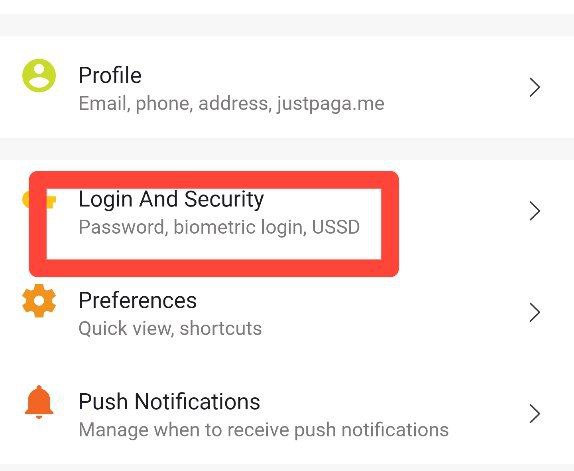 Profile
Email, phone, address, justpaga.me
Login And Security
Password, biometric login, USSD
Preferences
Quick view, shortcuts
Push Notifications
Manage when to receive push notifications